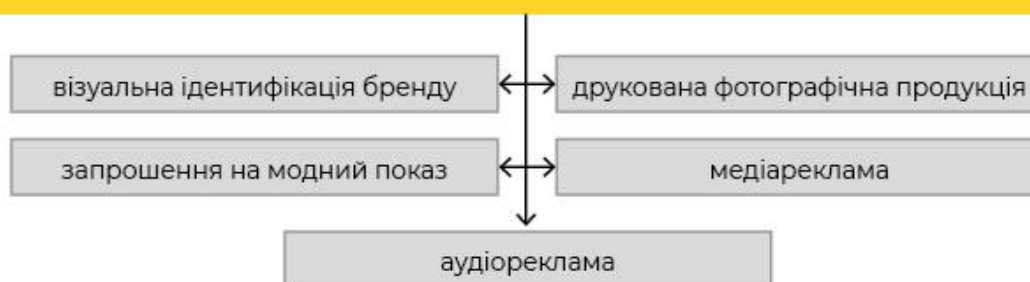 візуальна ідентифікація бренду
друкована фотографічна продукція
запрошення на модний показ
медіареклама
аудіореклама